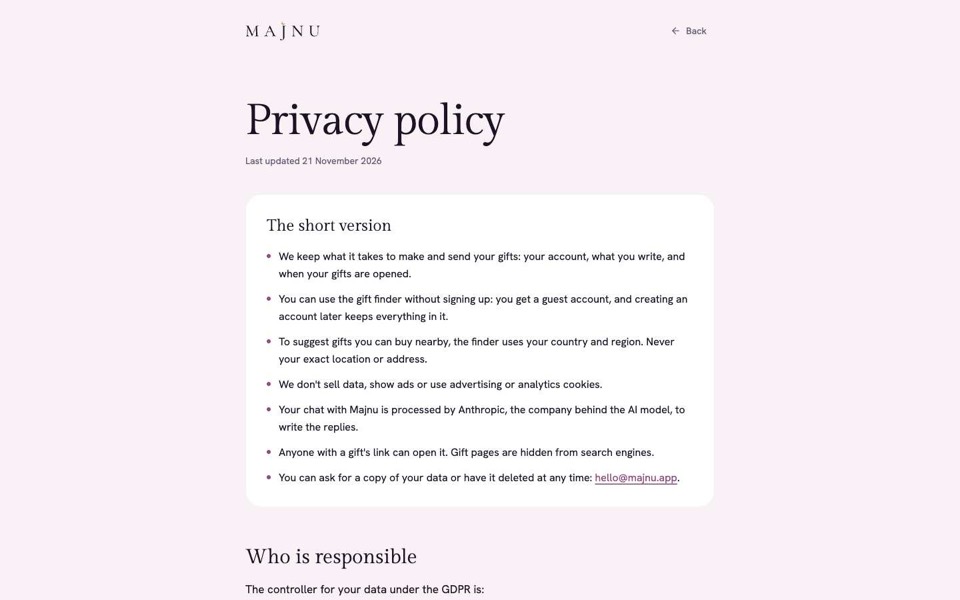 MAJNU
← Back
Privacy policy
Last updated 21 November 2026
The short version
• We keep what it takes to make and send your gifts: your account, what you write, and
when your gifts are opened.
• You can use the gift finder without signing up: you get a guest account, and creating an
account later keeps everything in it.
• To suggest gifts you can buy nearby, the finder uses your country and region. Never
your exact location or address.
• We don't sell data, show ads or use advertising or analytics cookies.
• Your chat with Majnu is processed by Anthropic, the company behind the AI model, to
write the replies.
• Anyone with a gift's link can open it. Gift pages are hidden from search engines.
• You can ask for a copy of your data or have it deleted at any time: hello@majnu.app.
Who is responsible
The controller for your data under the GDPR is: